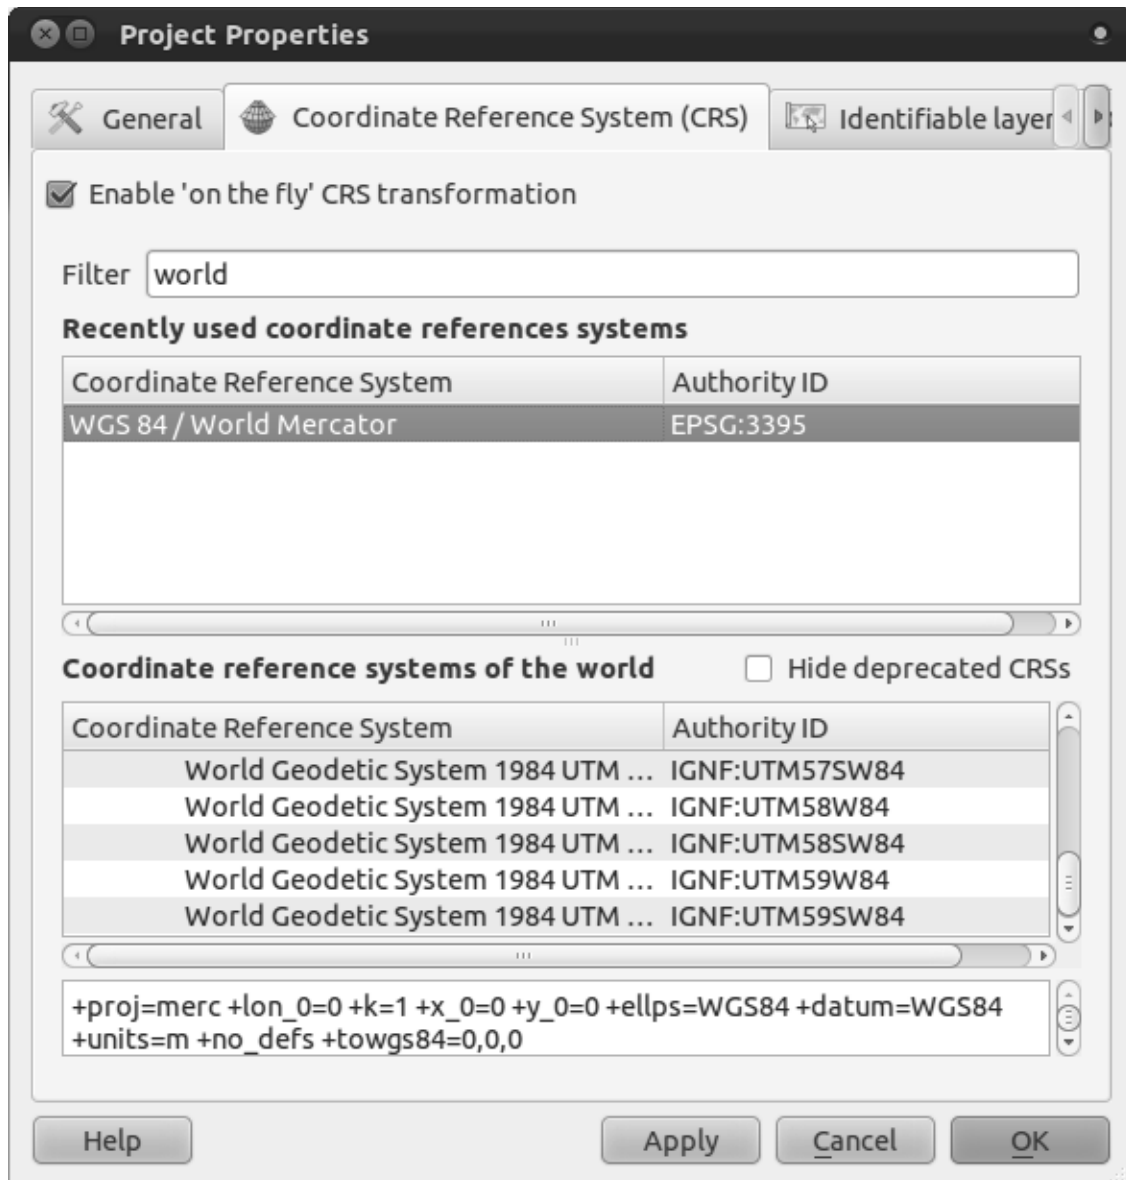 Project Properties
General
Coordinate Reference System (CRS)
Identifiable layer
Enable 'on the fly' CRS transformation
Filter world
Recently used coordinate references systems
Coordinate Reference System Authority ID
WGS 84 / World Mercator EPSG:3395
Coordinate reference systems of the world
Hide deprecated CRSs
Coordinate Reference System Authority ID
World Geodetic System 1984 UTM ... IGNF:UTM57SW84
World Geodetic System 1984 UTM ... IGNF:UTM58W84
World Geodetic System 1984 UTM ... IGNF:UTM58SW84
World Geodetic System 1984 UTM ... IGNF:UTM59W84
World Geodetic System 1984 UTM ... IGNF:UTM59SW84
+proj=merc +lon_0=0 +k=1 +x_0=0 +y_0=0 +ellps=WGS84 +datum=WGS84
+units=m +no_defs +towgs84=0,0,0
Help
Apply
Cancel
OK